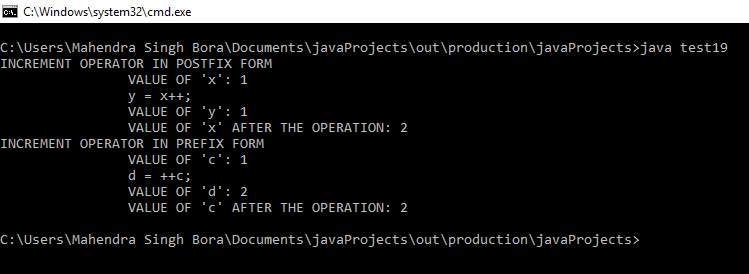 C:\Windows\system32\cmd.exe
C:\Users\Mahendra Singh Bora\Documents\javaProjects\out\production\javaProjects>java test19
INCREMENT OPERATOR IN POSTFIX FORM
VALUE OF 'x': 1
y = x++;
VALUE OF 'y': 1
VALUE OF 'x' AFTER THE OPERATION: 2
INCREMENT OPERATOR IN PREFIX FORM
VALUE OF 'c': 1
d = ++c;
VALUE OF 'd': 2
VALUE OF 'c' AFTER THE OPERATION: 2
C:\Users\Mahendra Singh Bora\Documents\javaProjects\out\production\javaProjects>